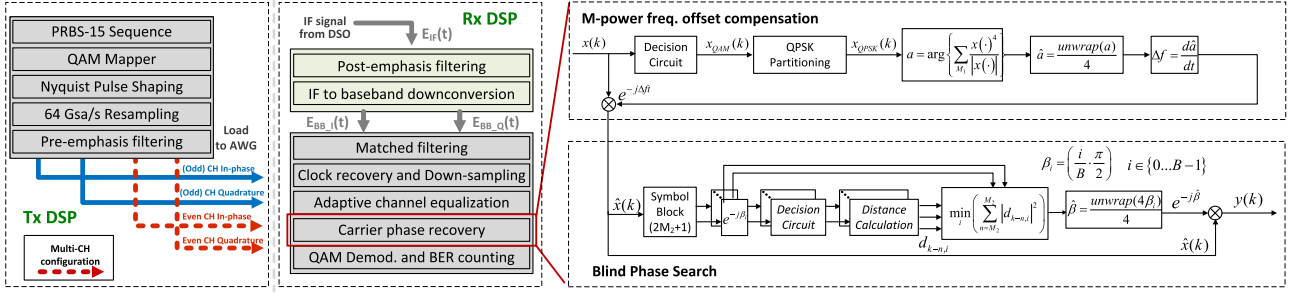 PRBS-15 Sequence
QAM Mapper
Nyquist Pulse Shaping
64 Gsa/s Resampling
Pre-emphasis filtering
Load
to AWG
(Odd) CH In-phase
(Odd) CH Quadrature
Even CH In-phase
Even CH Quadrature
Tx DSP
Multi-CH
configuration
IF signal
from DSO
E_IF(t)
Rx DSP
Post-emphasis filtering
IF to baseband downconversion
E_BB_I(t)
E_BB_Q(t)
Matched filtering
Clock recovery and Down-sampling
Adaptive channel equalization
Carrier phase recovery
QAM Demod. and BER counting
M-power freq. offset compensation
x(k)
Decision
Circuit
x_QAM(k)
QPSK
Partitioning
x_QPSK(k)
a = arg{∑_{M_1} x(·)^4 / |x(·)|}
â = unwrap(a) / 4
Δf = dâ / dt
e^{-jΔft}
β_i = (i/B · π/2) i ∈ {0...B−1}
x̂(k)
Symbol
Block
(2M_2+1)
e^{-jβ_i}
Decision
Circuit
Distance
Calculation
d_{k-n,i}
min_i (∑_{n=M_2}^{M_2} |d_{k-n,i}|^2)
β̂ = unwrap(4β_i) / 4
e^{-jβ̂}
y(k)
x̂(k)
Blind Phase Search